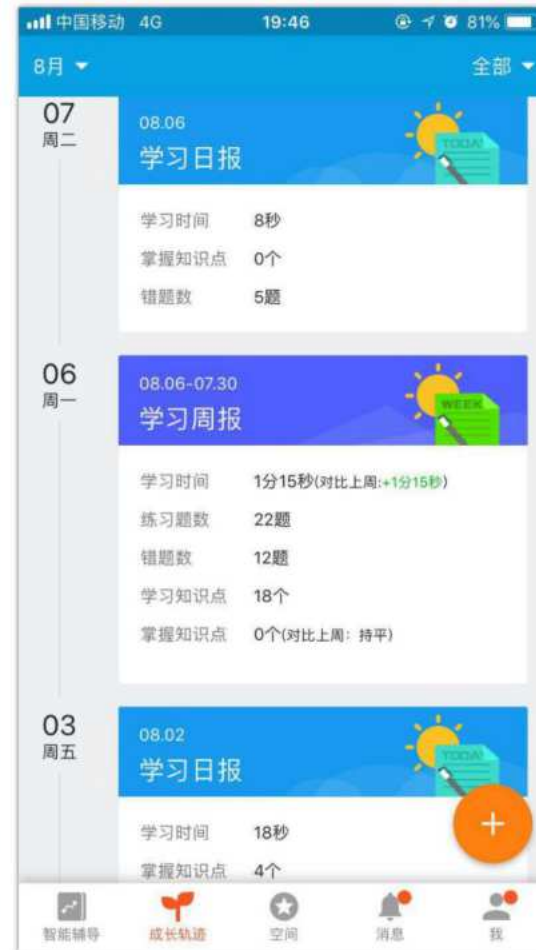 中国移动 4G 19:46 81%
8月 全部
07
周二
08.06
学习日报
TODAY
学习时间 8秒
掌握知识点 0个
错题数 5题
06
周一
08.06-07.30
学习周报
WEEK
学习时间 1分15秒(对比上周:+1分15秒)
练习题数 22题
错题数 12题
学习知识点 18个
掌握知识点 0个(对比上周：持平)
03
周五
08.02
学习日报
TODAY
学习时间 18秒
掌握知识点 4个
+
智能辅导 成长轨迹 空间 消息 我